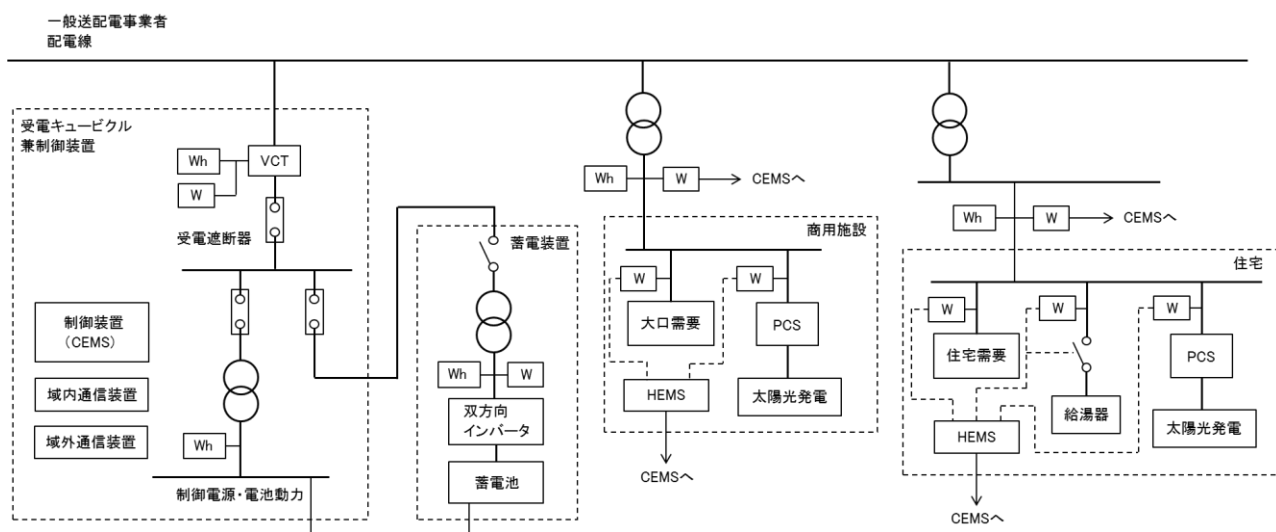 一般送配電事業者
配電線
受電キュービクル
兼制御装置
Wh
VCT
W
受電遮断器
制御装置
(CEMS)
域内通信装置
域外通信装置
Wh
制御電源・電池動力
蓄電装置
Wh
W
双方向
インバータ
蓄電池
Wh
W
CEMSへ
商用施設
W
W
大口需要
PCS
HEMS
太陽光発電
CEMSへ
Wh
W
CEMSへ
住宅
W
W
W
住宅需要
PCS
給湯器
HEMS
太陽光発電
CEMSへ